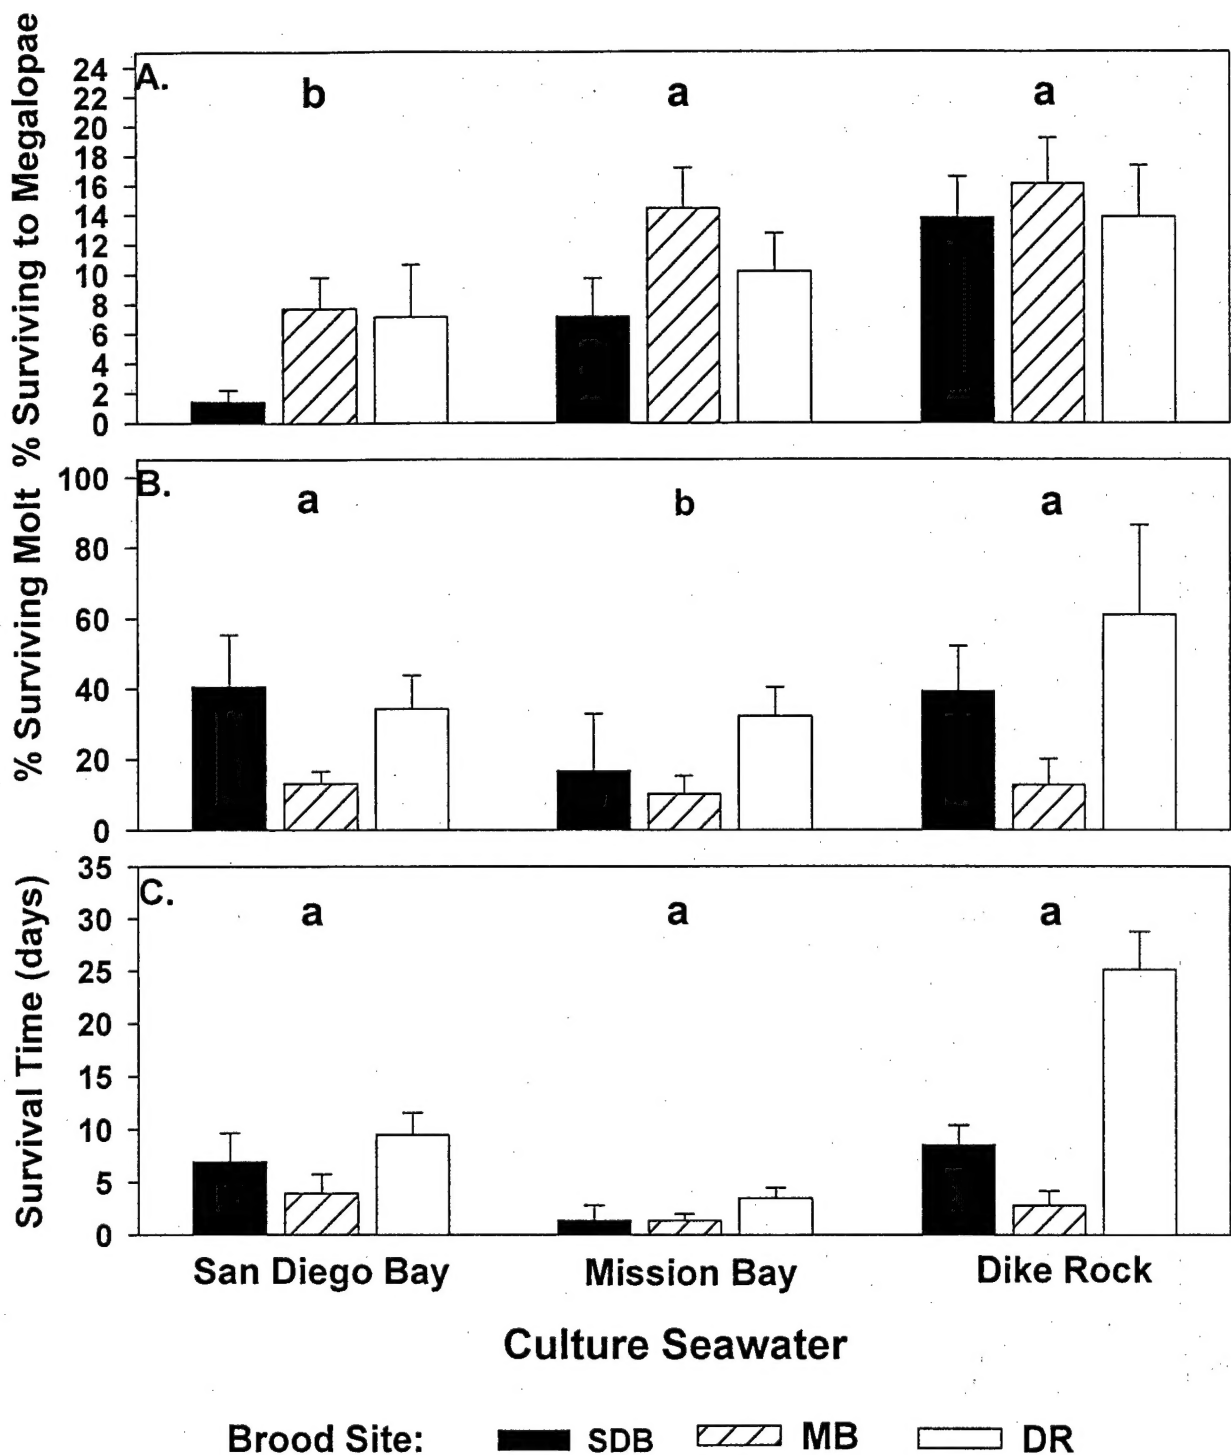 % Surviving to Megalopae
A.
b a a
24
22
20
18
16
14
12
10
8
6
4
2
0
% Surviving Molt
B.
a b a
100
80
60
40
20
0
Survival Time (days)
C.
a a a
35
30
25
20
15
10
5
0
San Diego Bay Mission Bay Dike Rock
Culture Seawater
Brood Site: SDB MB DR